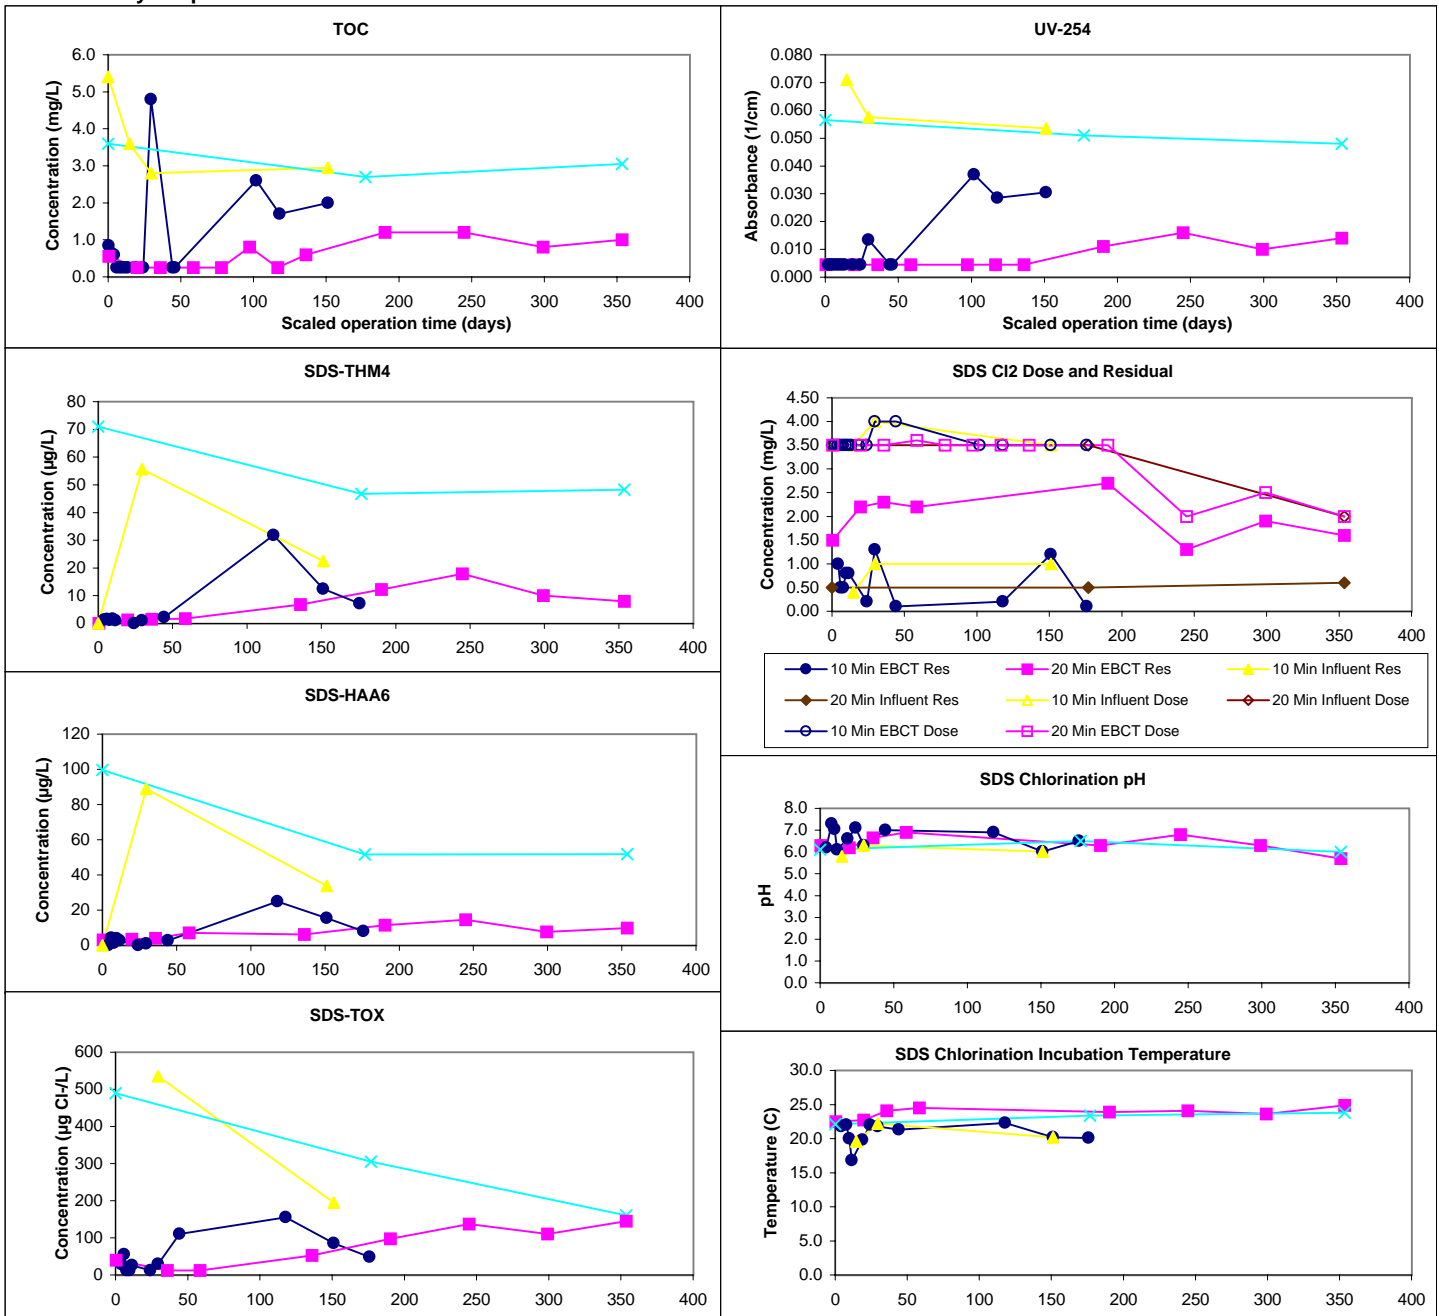 TOC
6.0
5.0
4.0
3.0
2.0
1.0
0.0
Concentration (mg/L)
0 50 100 150 200 250 300 350 400
Scaled operation time (days)
UV-254
0.080
0.070
0.060
0.050
0.040
0.030
0.020
0.010
0.000
Absorbance (1/cm)
0 50 100 150 200 250 300 350 400
Scaled operation time (days)
SDS-THM4
80
70
60
50
40
30
20
10
0
Concentration (µg/L)
0 50 100 150 200 250 300 350 400
SDS Cl2 Dose and Residual
4.50
4.00
3.50
3.00
2.50
2.00
1.50
1.00
0.50
0.00
Concentration (mg/L)
0 50 100 150 200 250 300 350 400
10 Min EBCT Res 20 Min EBCT Res 10 Min Influent Res
20 Min Influent Res 10 Min Influent Dose 20 Min Influent Dose
10 Min EBCT Dose 20 Min EBCT Dose
SDS-HAA6
120
100
80
60
40
20
0
Concentration (µg/L)
0 50 100 150 200 250 300 350 400
SDS Chlorination pH
8.0
7.0
6.0
5.0
4.0
3.0
2.0
1.0
0.0
pH
0 50 100 150 200 250 300 350 400
SDS-TOX
600
500
400
300
200
100
0
Concentration (µg Cl-/L)
0 50 100 150 200 250 300 350 400
SDS Chlorination Incubation Temperature
30.0
25.0
20.0
15.0
10.0
5.0
0.0
Temperature (C)
0 50 100 150 200 250 300 350 400